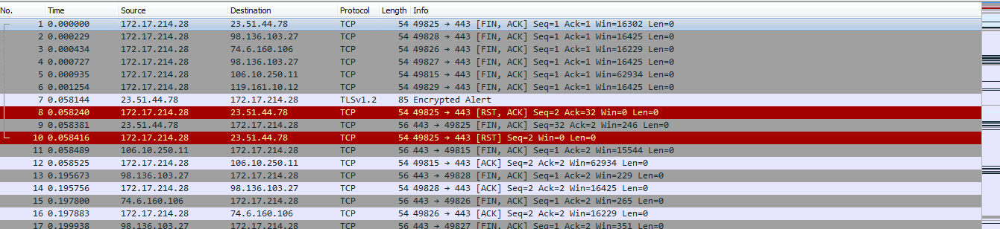 No. Time Source Destination Protocol Length Info
1 0.000000 172.17.214.28 23.51.44.78 TCP 54 49825 → 443 [FIN, ACK] Seq=1 Ack=1 Win=16302 Len=0
2 0.000229 172.17.214.28 98.136.103.27 TCP 54 49828 → 443 [FIN, ACK] Seq=1 Ack=1 Win=16425 Len=0
3 0.000434 172.17.214.28 74.6.160.106 TCP 54 49826 → 443 [FIN, ACK] Seq=1 Ack=1 Win=16229 Len=0
4 0.000727 172.17.214.28 98.136.103.27 TCP 54 49827 → 443 [FIN, ACK] Seq=1 Ack=1 Win=16425 Len=0
5 0.000935 172.17.214.28 106.10.250.11 TCP 54 49815 → 443 [FIN, ACK] Seq=1 Ack=1 Win=62934 Len=0
6 0.001254 172.17.214.28 119.161.10.12 TCP 54 49829 → 443 [FIN, ACK] Seq=1 Ack=1 Win=16425 Len=0
7 0.058144 23.51.44.78 172.17.214.28 TLSv1.2 85 Encrypted Alert
8 0.058240 172.17.214.28 23.51.44.78 TCP 54 49825 → 443 [RST, ACK] Seq=2 Ack=32 Win=0 Len=0
9 0.058381 23.51.44.78 172.17.214.28 TCP 56 443 → 49825 [FIN, ACK] Seq=32 Ack=2 Win=246 Len=0
10 0.058416 172.17.214.28 23.51.44.78 TCP 54 49825 → 443 [RST] Seq=2 Win=0 Len=0
11 0.058489 106.10.250.11 172.17.214.28 TCP 56 443 → 49815 [FIN, ACK] Seq=1 Ack=2 Win=15544 Len=0
12 0.058525 172.17.214.28 106.10.250.11 TCP 54 49815 → 443 [ACK] Seq=2 Ack=2 Win=62934 Len=0
13 0.195673 98.136.103.27 172.17.214.28 TCP 56 443 → 49828 [FIN, ACK] Seq=1 Ack=2 Win=229 Len=0
14 0.195756 172.17.214.28 98.136.103.27 TCP 54 49828 → 443 [ACK] Seq=2 Ack=2 Win=16425 Len=0
15 0.197800 74.6.160.106 172.17.214.28 TCP 56 443 → 49826 [FIN, ACK] Seq=1 Ack=2 Win=265 Len=0
16 0.197883 172.17.214.28 74.6.160.106 TCP 54 49826 → 443 [ACK] Seq=2 Ack=2 Win=16229 Len=0
17 0.199938 98.136.103.27 172.17.214.28 TCP 56 443 → 49827 [FIN, ACK] Seq=1 Ack=2 Win=351 Len=0